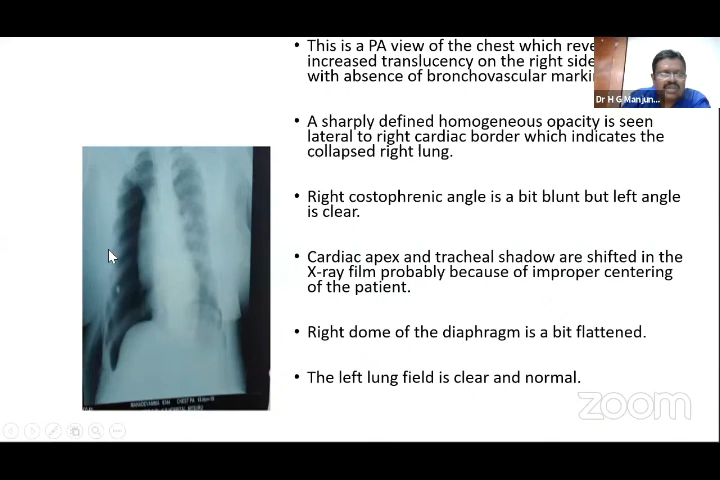 This is a PA view of the chest which
increased translucency on the right side
with absence of bronchovascular
Dr H G Manjun...
A sharply defined homogeneous opacity is seen
lateral to right cardiac border which indicates the
collapsed right lung.
Right costophrenic angle is a bit blunt but left angle
is clear.
Cardiac apex and tracheal shadow are shifted in the
X-ray film probably because of improper centering
of the patient.
Right dome of the diaphragm is a bit flattened.
The left lung field is clear and normal.
CHEST PA
zoom